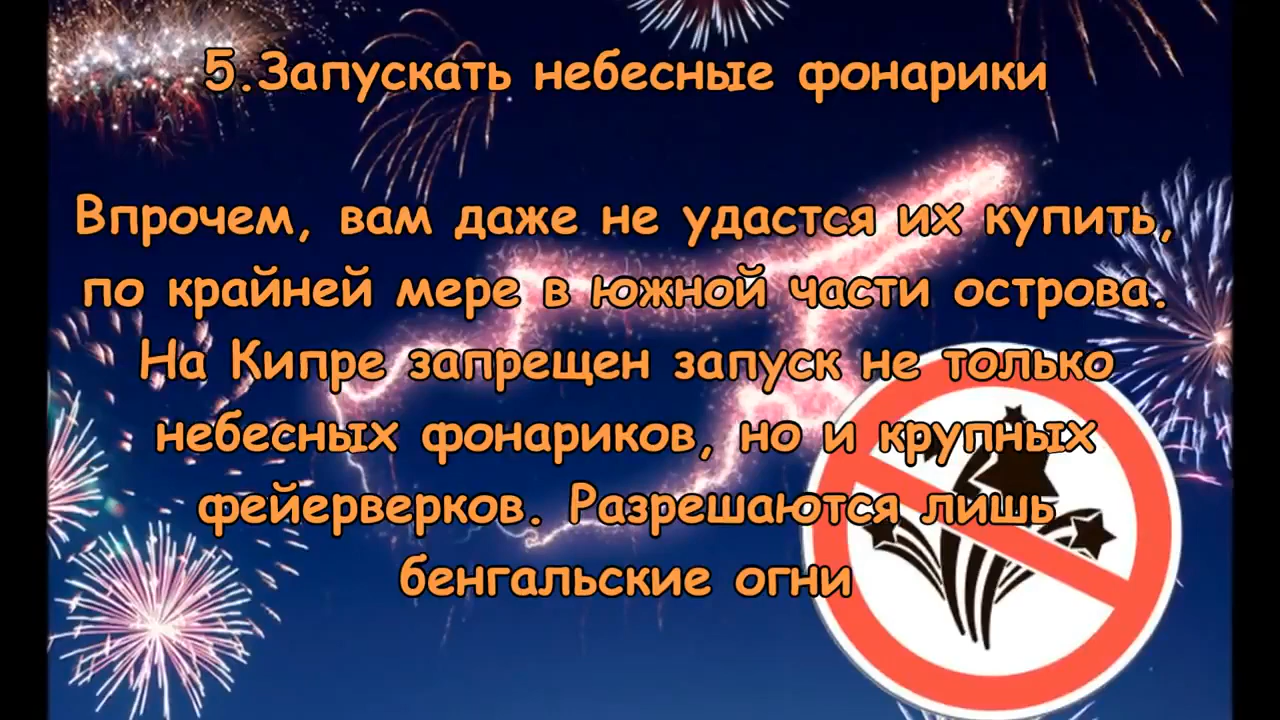 5.Запускать небесные фонарики
Впрочем, вам даже не удастся их купить,
по крайней мере в южной части острова.
На Кипре запрещен запуск не только
небесных фонариков, но и крупных
фейерверков. Разрешаются лишь
бенгальские огни